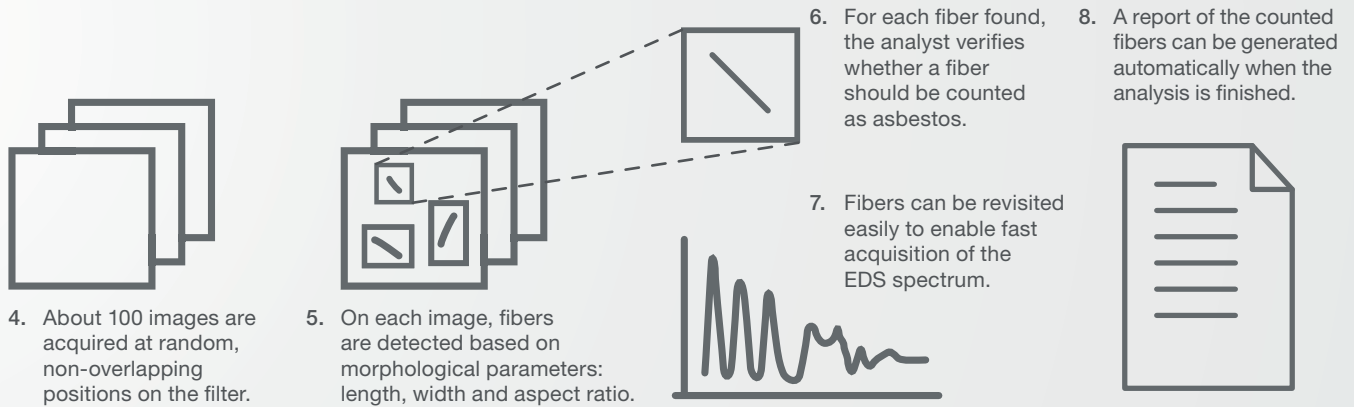 4. About 100 images are
acquired at random,
non-overlapping
positions on the filter.
5. On each image, fibers
are detected based on
morphological parameters:
length, width and aspect ratio.
6. For each fiber found,
the analyst verifies
whether a fiber
should be counted
as asbestos.
7. Fibers can be revisited
easily to enable fast
acquisition of the
EDS spectrum.
8. A report of the counted
fibers can be generated
automatically when the
analysis is finished.